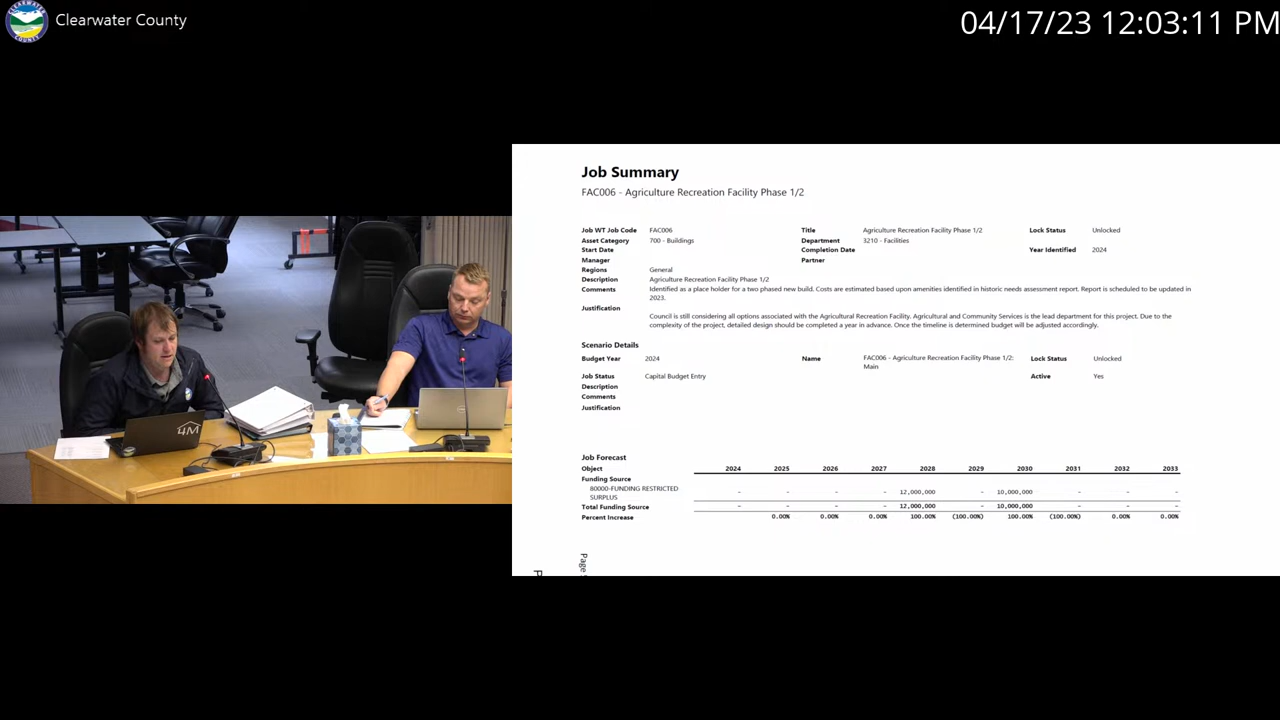 Clearwater County
04/17/23 12:03:11 PM
Job Summary
FAC006 - Agriculture Recreation Facility Phase 1/2
Job WT Job Code FAC006 Title Agriculture Recreation Facility Phase 1/2 Lock Status Unlocked
Asset Category 700 - Buildings Department 3210 - Facilities
Start Date Completion Date Year Identified 2024
Manager Partner
Regions General
Description Agriculture Recreation Facility Phase 1/2
Comments Identified as a place holder for a two phased new build. Costs are estimated based upon amenities identified in historic needs assessment report. Report is scheduled to be updated in
2023.
Justification
Council is still considering all options associated with the Agricultural Recreation Facility. Agricultural and Community Services is the lead department for this project. Due to the
complexity of the project, detailed design should be completed a year in advance. Once the timeline is determined budget will be adjusted accordingly.
Scenario Details
Budget Year 2024 Name FAC006 - Agriculture Recreation Facility Phase 1/2: Lock Status Unlocked
Main
Job Status Capital Budget Entry Active Yes
Description
Comments
Justification
Job Forecast
Object 2024 2025 2026 2027 2028 2029 2030 2031 2032 2033
Funding Source
80000-FUNDING RESTRICTED - - - - 12,000,000 - 10,000,000 - - -
SURPLUS
Total Funding Source - - - - 12,000,000 - 10,000,000 - - -
Percent Increase 0.00% 0.00% 0.00% 100.00% (100.00%) 100.00% (100.00%) 0.00% 0.00%
Page
P
4M